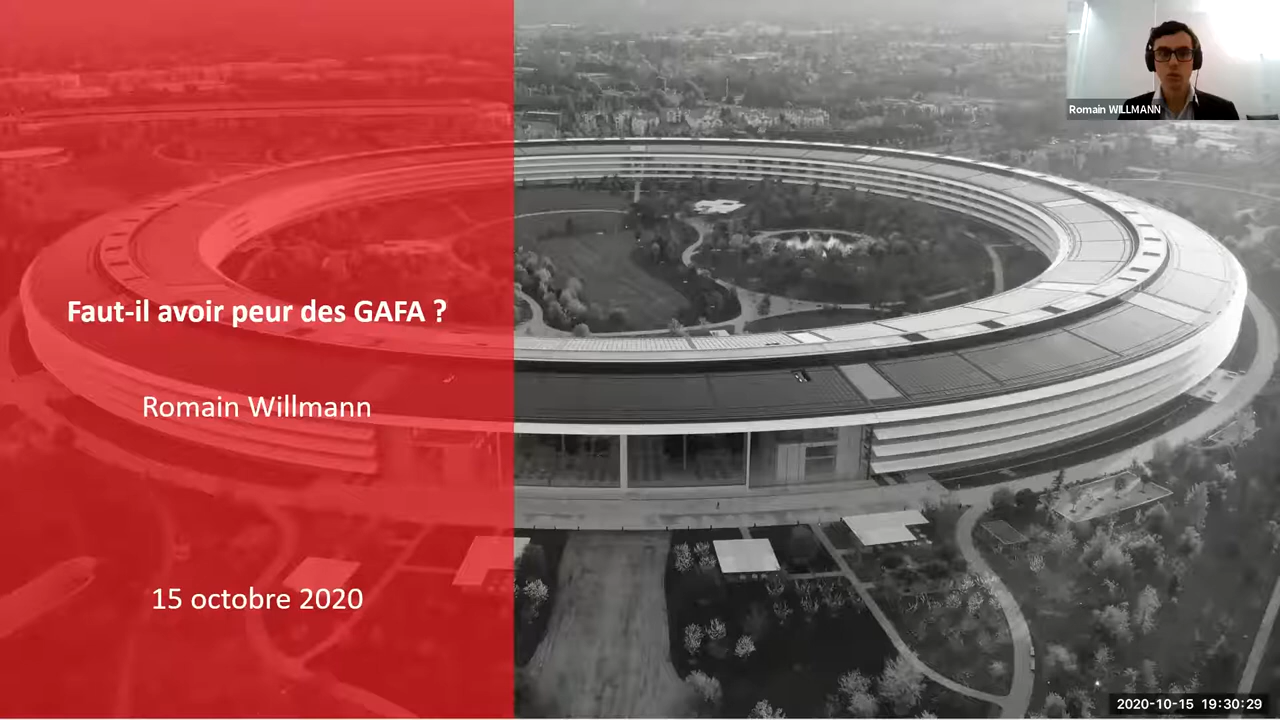 Romain WILLMANN
Faut-il avoir peur des GAFA ?
Romain Willmann
15 octobre 2020
2020-10-15 19:30:29